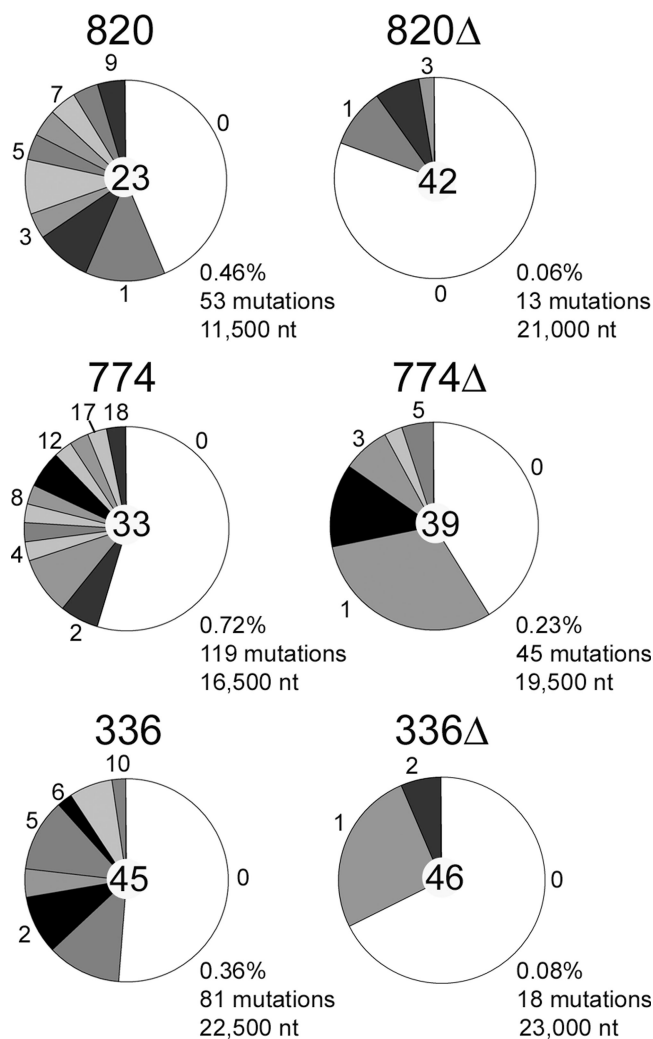 820
9
7
0
5
23
3
1
0.46%
53 mutations
11,500 nt
820Δ
3
1
42
0
0.06%
13 mutations
21,000 nt
774
17 18
12
0
8
33
4
2
0.72%
119 mutations
16,500 nt
774Δ
5
3
0
39
1
0.23%
45 mutations
19,500 nt
336
10
6
5
45
0
2
0.36%
81 mutations
22,500 nt
336Δ
2
1
46
0
0.08%
18 mutations
23,000 nt